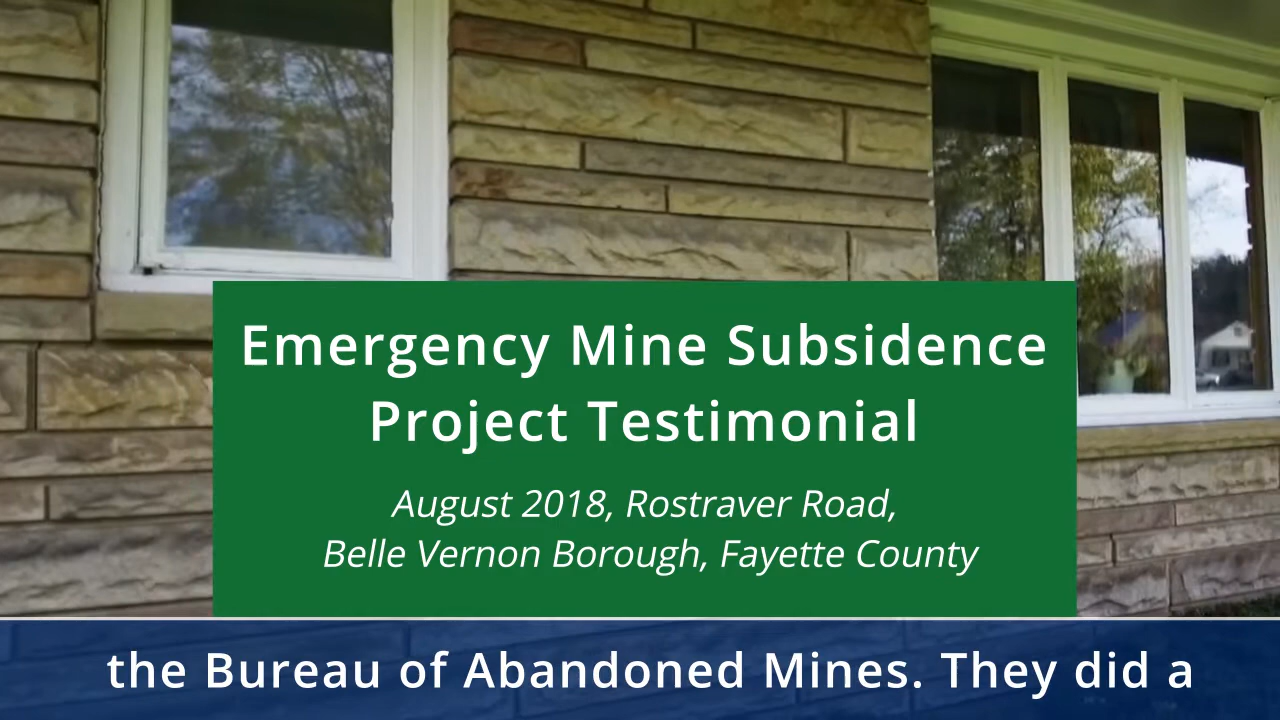 Emergency Mine Subsidence
Project Testimonial
August 2018, Rostraver Road,
Belle Vernon Borough, Fayette County
the Bureau of Abandoned Mines. They did a